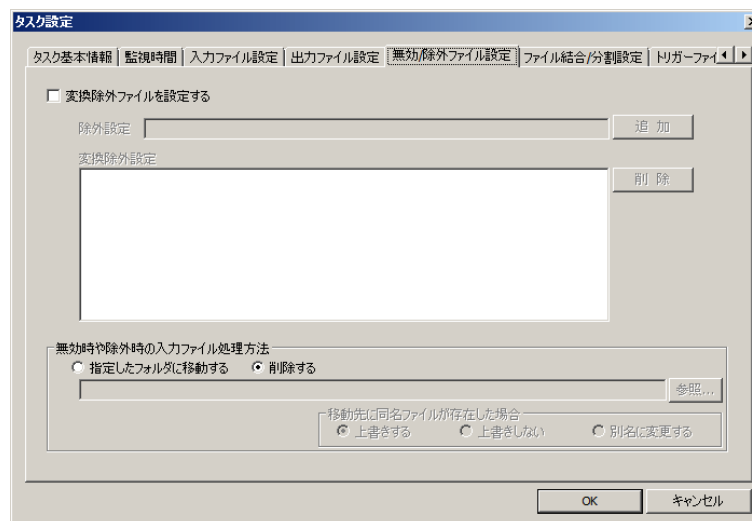 タスク設定
タスク基本情報 監視時間 入力ファイル設定 出力ファイル設定 無効/除外ファイル設定 ファイル結合/分割設定 トリガーファイ
変換除外ファイルを設定する
除外設定 追 加
変換除外設定
削 除
無効時や除外時の入力ファイル処理方法
指定したフォルダに移動する 削除する
参照...
移動先に同名ファイルが存在した場合
上書きする 上書きしない 別名に変更する
OK キャンセル